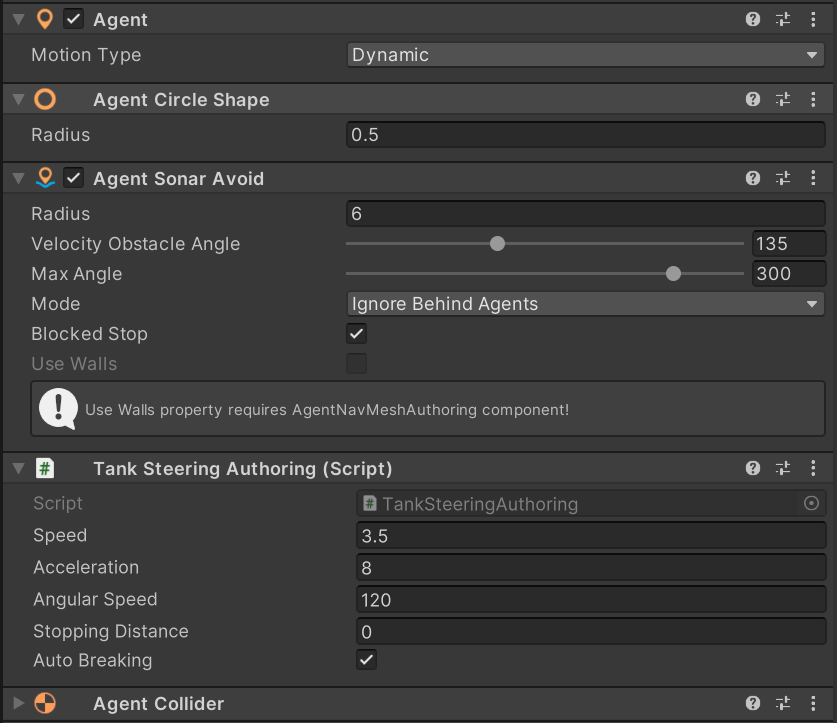 Agent
Motion Type Dynamic
Agent Circle Shape
Radius 0.5
Agent Sonar Avoid
Radius 6
Velocity Obstacle Angle 135
Max Angle 300
Mode Ignore Behind Agents
Blocked Stop
Use Walls
Use Walls property requires AgentNavMeshAuthoring component!
Tank Steering Authoring (Script)
Script TankSteeringAuthoring
Speed 3.5
Acceleration 8
Angular Speed 120
Stopping Distance 0
Auto Breaking
Agent Collider